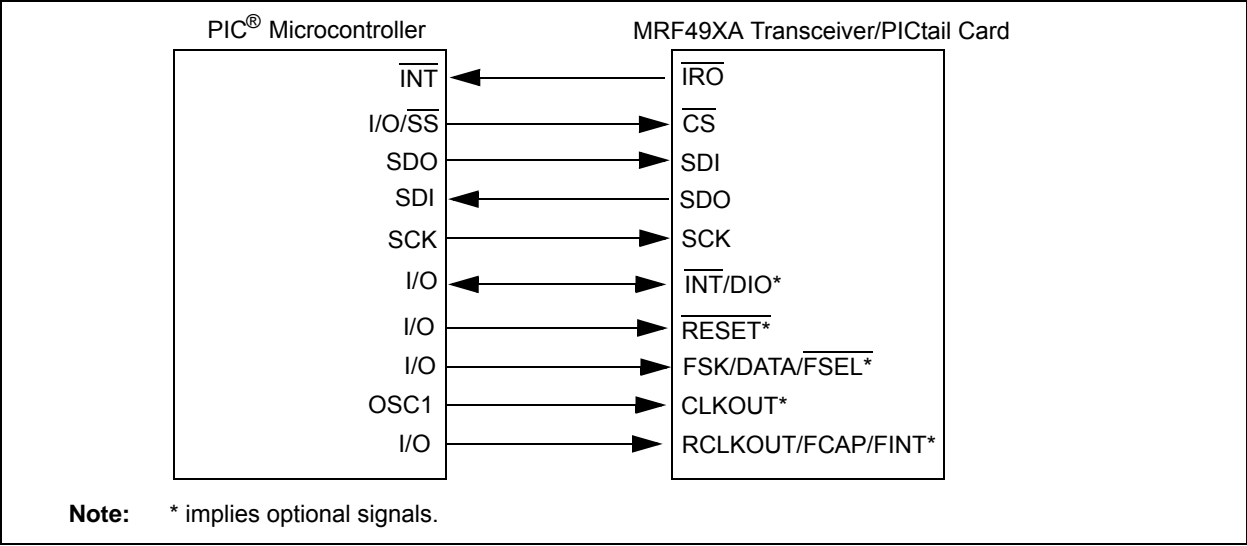 PIC® Microcontroller MRF49XA Transceiver/PICtail Card
INT IRO
I/O/SS CS
SDO SDI
SDI SDO
SCK SCK
I/O INT/DIO*
I/O RESET*
I/O FSK/DATA/FSEL*
OSC1 CLKOUT*
I/O RCLKOUT/FCAP/FINT*
Note: * implies optional signals.